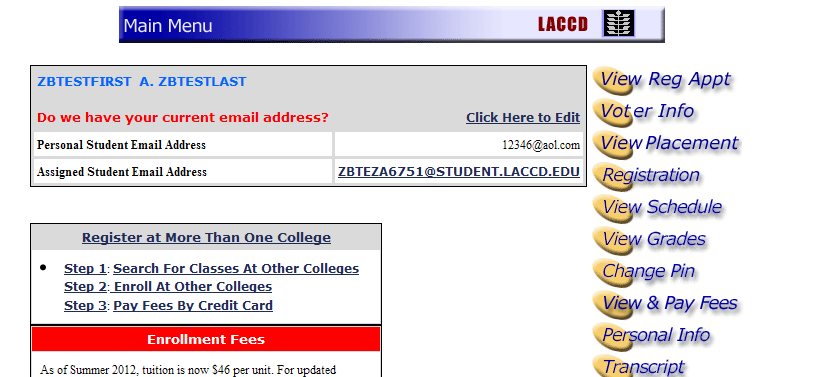 Main Menu LACCD
ZBTESTFIRST A. ZBTESTLAST
Do we have your current email address? Click Here to Edit
Personal Student Email Address 12346@aol.com
Assigned Student Email Address ZBTEZA6751@STUDENT.LACCD.EDU
Register at More Than One College
• Step 1: Search For Classes At Other Colleges
Step 2: Enroll At Other Colleges
Step 3: Pay Fees By Credit Card
Enrollment Fees
As of Summer 2012, tuition is now $46 per unit. For updated
View Reg Appt
Voter Info
View Placement
Registration
View Schedule
View Grades
Change Pin
View & Pay Fees
Personal Info
Transcript